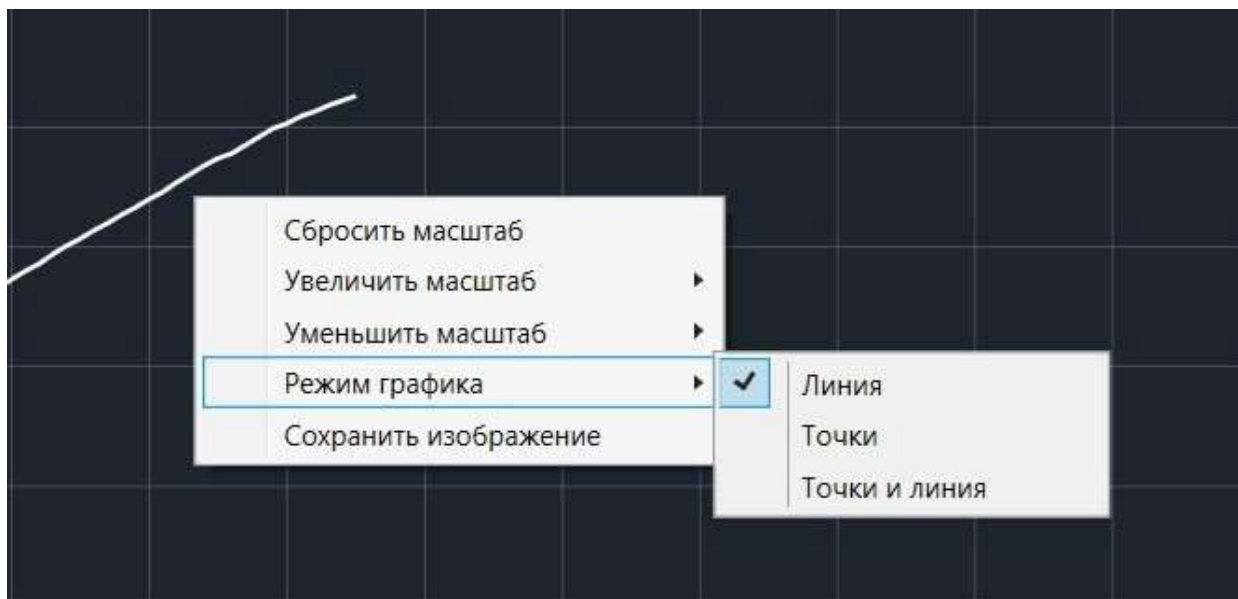 Сбросить масштаб
Увеличить масштаб
Уменьшить масштаб
Режим графика
Сохранить изображение
Линия
Точки
Точки и линия